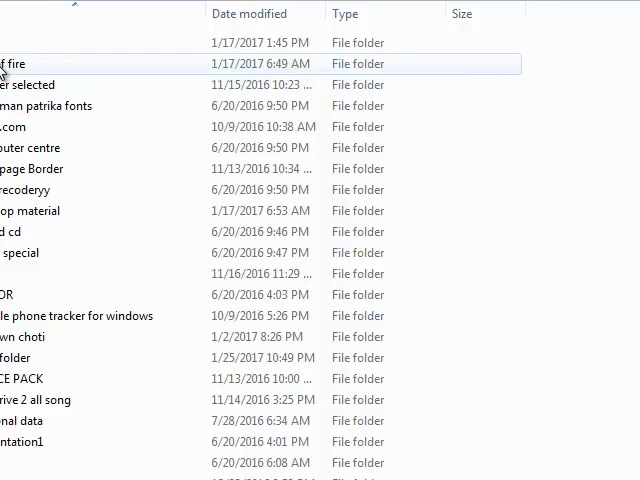 Date modified Type Size
1/17/2017 1:45 PM File folder
f fire 1/17/2017 6:49 AM File folder
er selected 11/15/2016 10:23 ... File folder
man patrika fonts 6/20/2016 9:50 PM File folder
.com 10/9/2016 10:38 AM File folder
outer centre 6/20/2016 9:50 PM File folder
page Border 11/13/2016 10:34 ... File folder
recoderyy 6/20/2016 9:50 PM File folder
op material 1/17/2017 6:53 AM File folder
d cd 6/20/2016 9:46 PM File folder
special 6/20/2016 9:47 PM File folder
11/16/2016 11:29 ... File folder
OR 6/20/2016 4:03 PM File folder
le phone tracker for windows 10/9/2016 5:26 PM File folder
wn choti 1/2/2017 8:26 PM File folder
folder 1/25/2017 10:49 PM File folder
CE PACK 11/13/2016 10:00 ... File folder
rive 2 all song 11/14/2016 3:25 PM File folder
nal data 7/28/2016 6:34 AM File folder
entation1 6/20/2016 4:01 PM File folder
6/20/2016 6:08 AM File folder